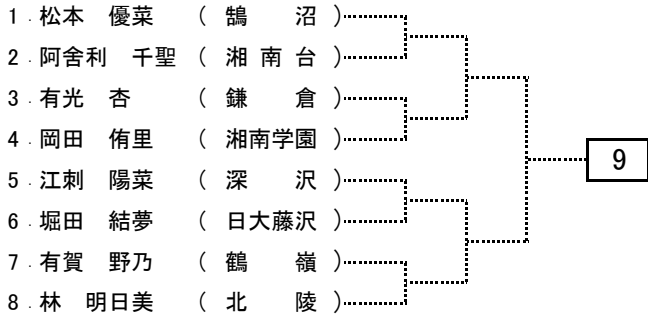 1 . 松本　優菜　（　鵠　　沼　）
2 . 阿舍利　千聖　（　湘 南 台　）
3 . 有光　杏　　（　鎌　　倉　）
4 . 岡田　侑里　（　湘南学園　）
9
5 . 江刺　陽菜　（　深　　沢　）
6 . 堀田　結夢　（　日大藤沢　）
7 . 有賀　野乃　（　鶴　　嶺　）
8 . 林　明日美　（　北　　陵　）